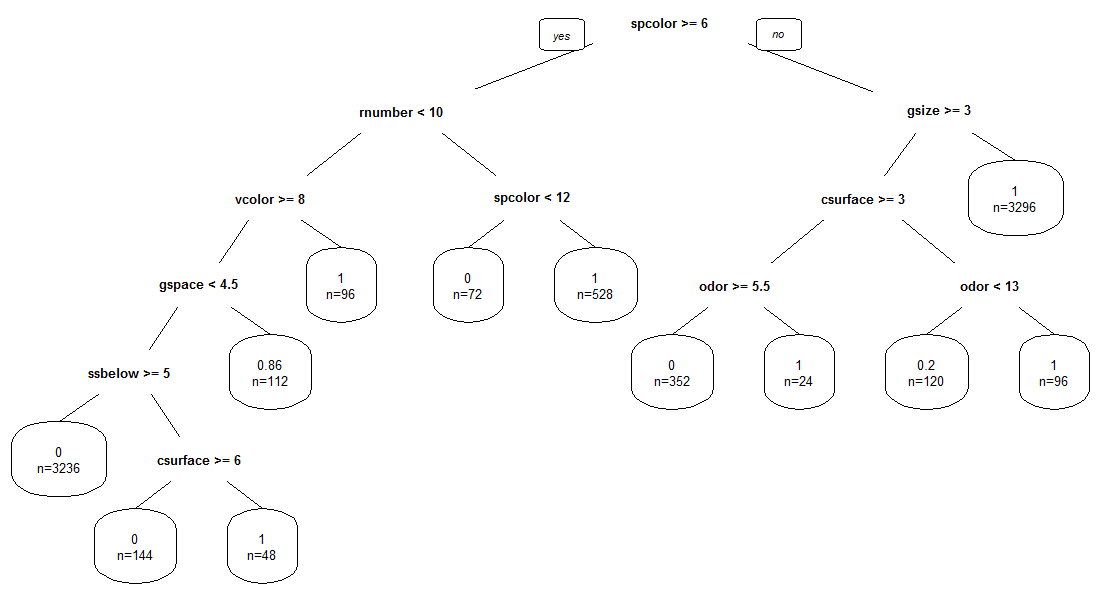 spcolor >= 6
yes
no
rnumber < 10
gsize >= 3
vcolor >= 8
spcolor < 12
csurface >= 3
1
n=3296
gspace < 4.5
1
n=96
0
n=72
1
n=528
odor >= 5.5
odor < 13
ssbelow >= 5
0.86
n=112
0
n=352
1
n=24
0.2
n=120
1
n=96
0
n=3236
csurface >= 6
0
n=144
1
n=48